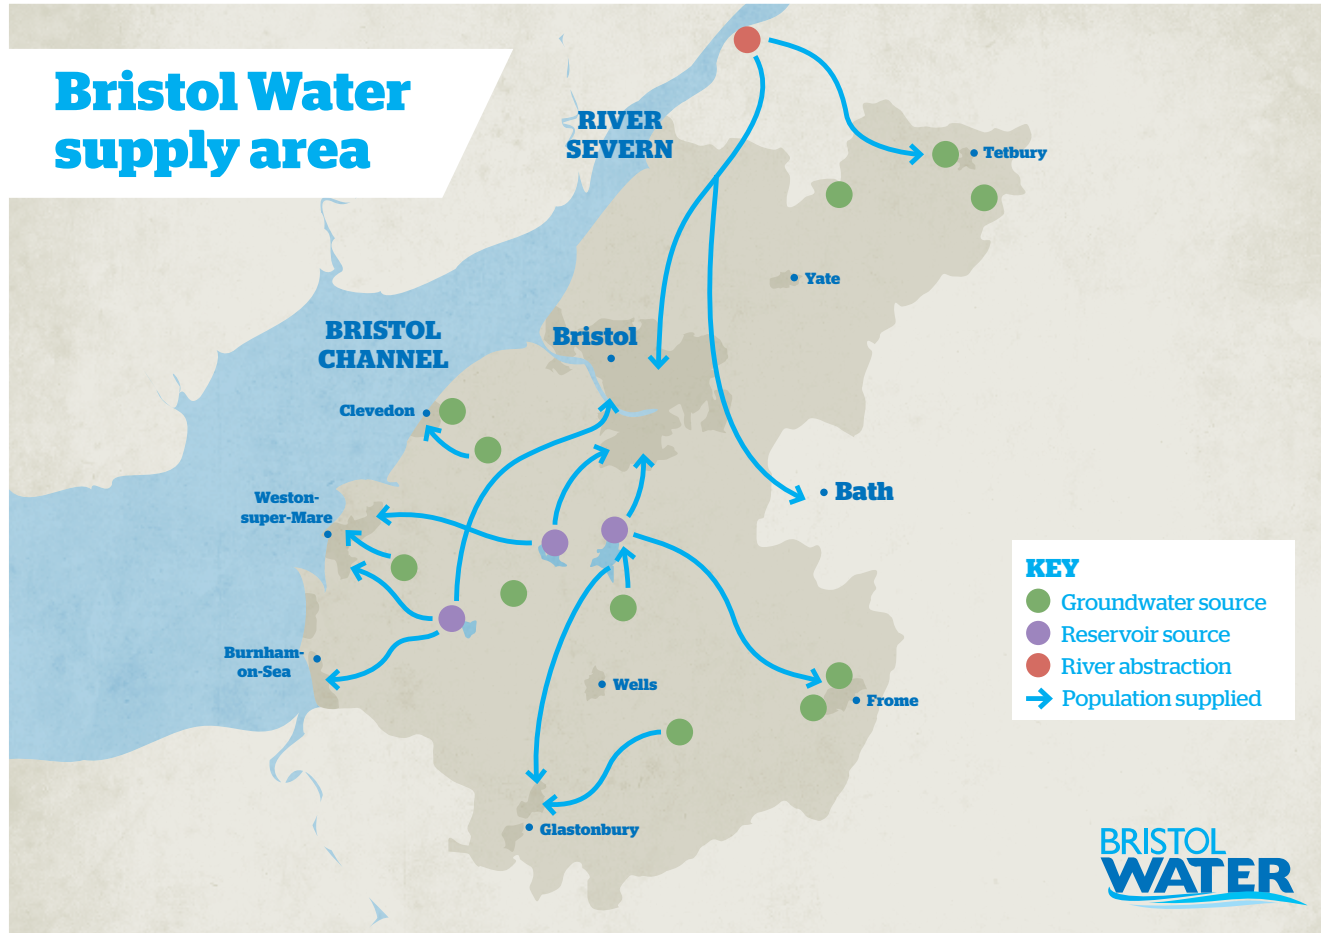 Bristol Water
supply area
RIVER
SEVERN
Tetbury
Yate
BRISTOL
CHANNEL
Bristol
Clevedon
Weston-
super-Mare
Bath
KEY
Groundwater source
Reservoir source
River abstraction
Population supplied
Burnham-
on-Sea
Wells
Frome
Glastonbury
BRISTOL
WATER